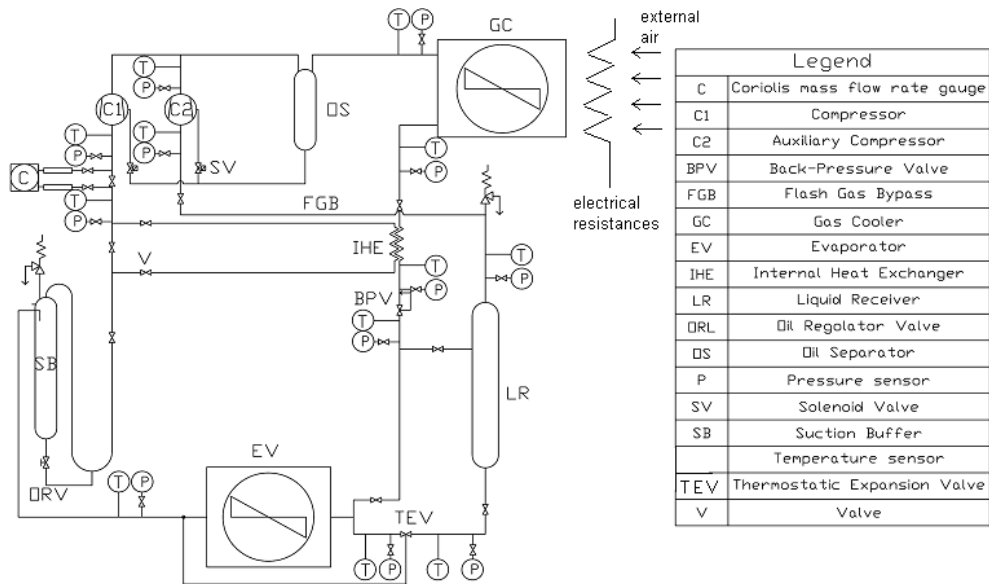 T
P
GC
external
air
T
P
C1
C2
OS
T
P
T
P
T
P
SV
C
T
P
FGB
electrical
resistances
IHE
V
T
P
T
P
BPV
T
P
SB
LR
EV
ORV
T
P
TEV
T
P
T
P
Legend
C Coriolis mass flow rate gauge
C1 Compressor
C2 Auxiliary Compressor
BPV Back-Pressure Valve
FGB Flash Gas Bypass
GC Gas Cooler
EV Evaporator
IHE Internal Heat Exchanger
LR Liquid Receiver
ORL Oil Regolator Valve
OS Oil Separator
P Pressure sensor
SV Solenoid Valve
SB Suction Buffer
Temperature sensor
TEV Thermostatic Expansion Valve
V Valve